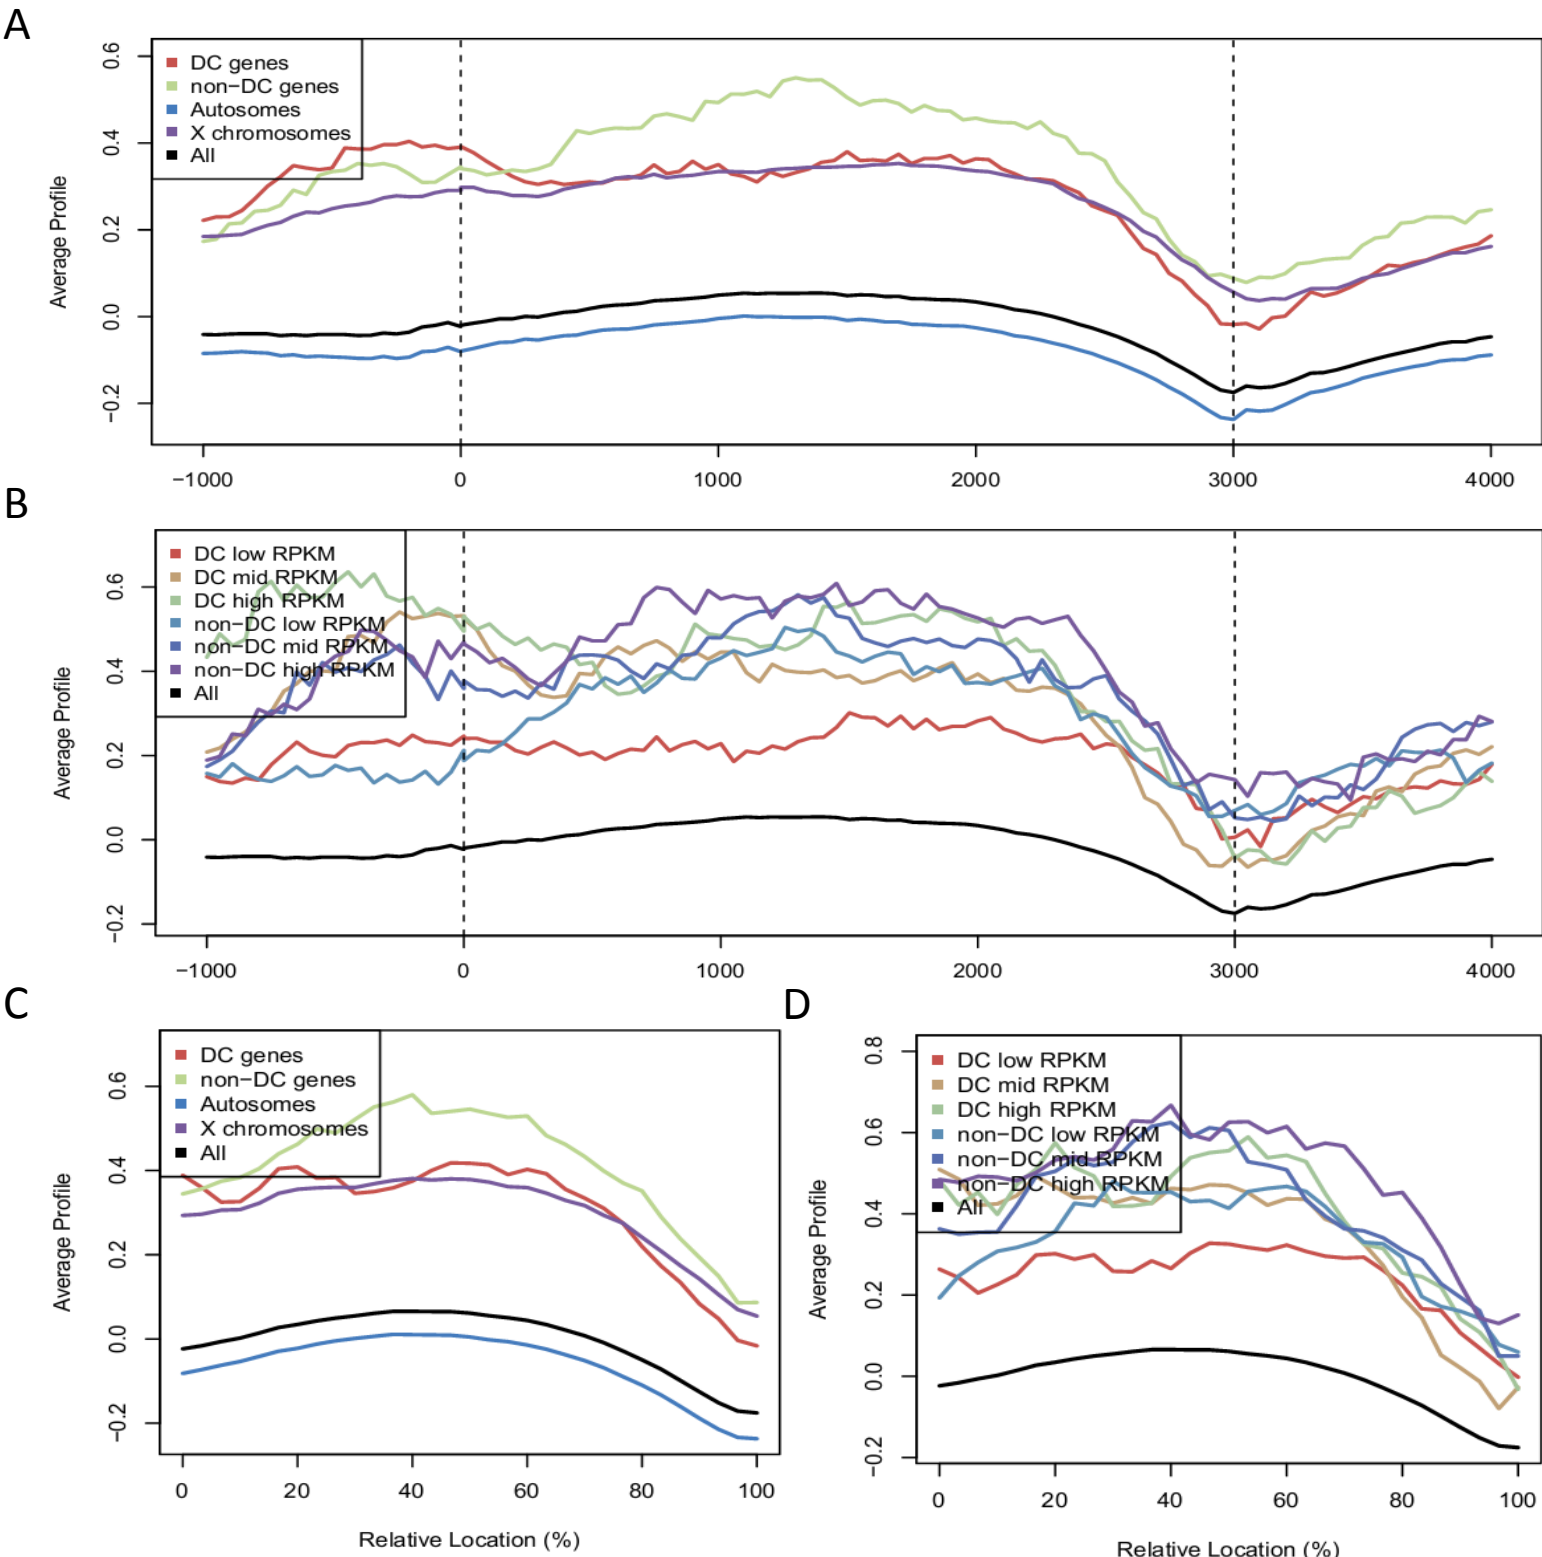 A
DC genes
non−DC genes
Autosomes
X chromosomes
All
Average Profile
0.6
0.4
0.2
0.0
−0.2
−1000 0 1000 2000 3000 4000
B
DC low RPKM
DC mid RPKM
DC high RPKM
non−DC low RPKM
non−DC mid RPKM
non−DC high RPKM
All
Average Profile
0.6
0.4
0.2
0.0
−0.2
−1000 0 1000 2000 3000 4000
C
DC genes
non−DC genes
Autosomes
X chromosomes
All
Average Profile
0.6
0.4
0.2
0.0
−0.2
0 20 40 60 80 100
Relative Location (%)
D
DC low RPKM
DC mid RPKM
DC high RPKM
non−DC low RPKM
non−DC mid RPKM
non−DC high RPKM
All
Average Profile
0.8
0.6
0.4
0.2
0.0
−0.2
0 20 40 60 80 100
Relative Location (%)